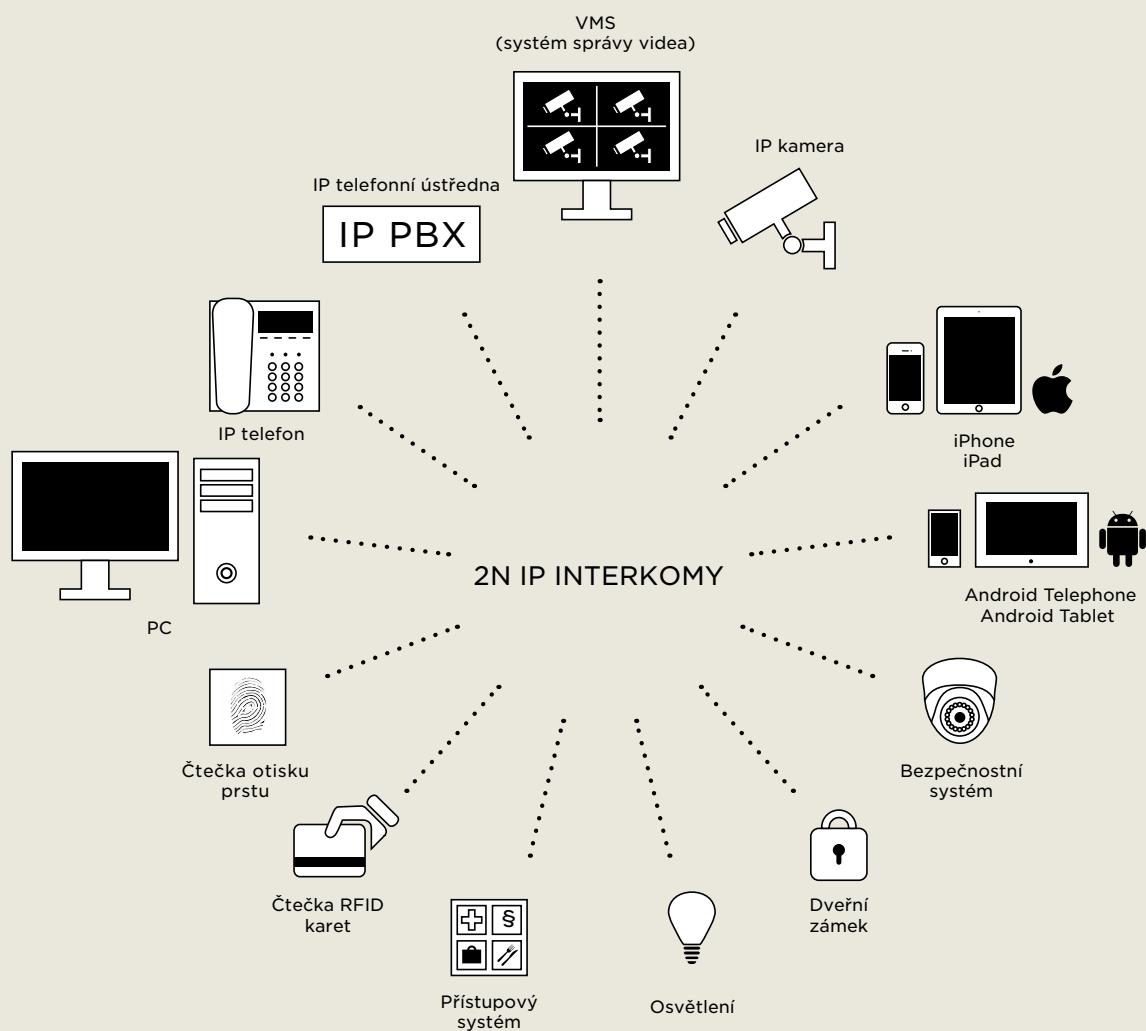 VMS
(systém správy videa)
IP kamera
IP telefonní ústředna
IP PBX
IP telefon
iPhone
iPad
PC
2N IP INTERKOMY
Android Telephone
Android Tablet
Čtečka otisku
prstu
Bezpečnostní
systém
Čtečka RFID
karet
§
Dveřní
zámek
Přístupový
systém
Osvětlení